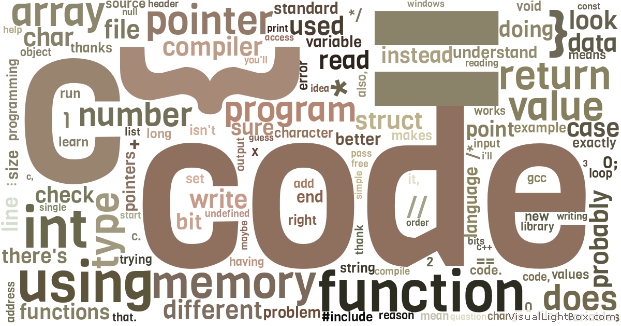 array source header pointer standard */ windows void const
help char file null print used doing } look
object thanks compiler access variable instead understand data
you'll error read reading means
programming C { idea * also, = return
run number program struct works value
1 list long isn't sure guess character better makes point example case
learn + output x pass free input exactly
size : pointers set code simple it, language /* i'll 3 0;
line check c. write add end gcc loop
single start bit undefined right // order new writing
int type maybe thank library probably
there's trying having string compile 2 bits c++ ==
address using memory function code. code, values
functions that. different problem #include reason mean question char 0 does
VisualLightBox.com